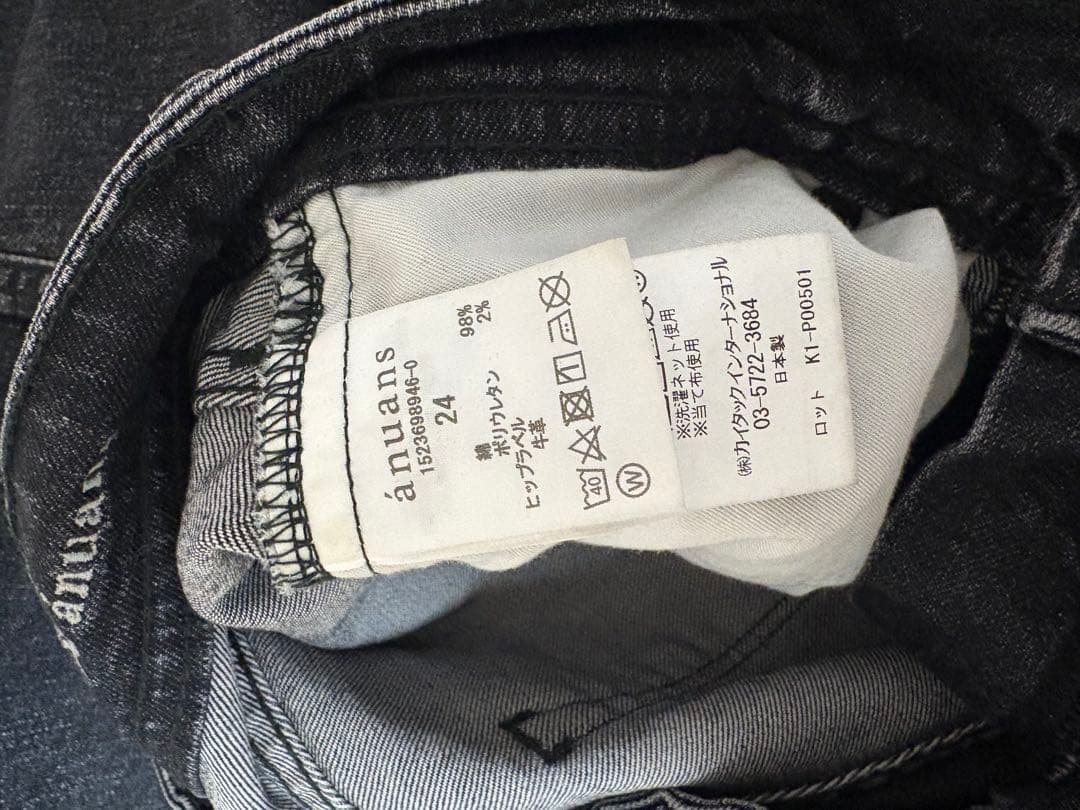 ánuans
1523698946-0
24
綿 98%
ポリウレタン 2%
ヒップラベル
牛革
40
W
※洗濯ネット使用
※当て布使用
(株)カイタックインターナショナル
03-5722-3684
日本製
ロット K1-P00501
ánuan